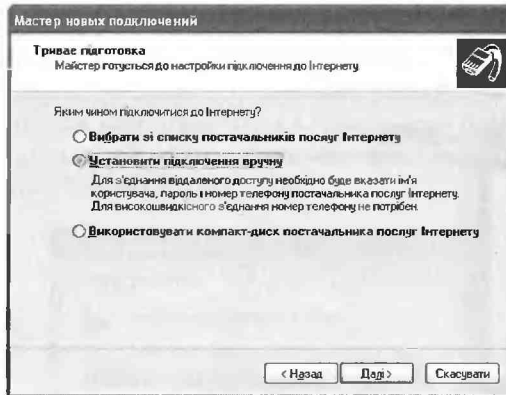 Мастер новых подключений
Триває підготовка
Майстер готується до настройки підключення до Інтернету.
Яким чином підключитися до Інтернету?
Вибрати зі списку постачальників послуг Інтернету
Установити підключення вручну
Для з'єднання віддаленого доступу необхідно буде вказати ім'я
користувача, пароль і номер телефону постачальника послуг Інтернету.
Для високошвидкісного з'єднання номер телефону не потрібен.
Використовувати компакт-диск постачальника послуг Інтернету
< Назад
Далі >
Скасувати